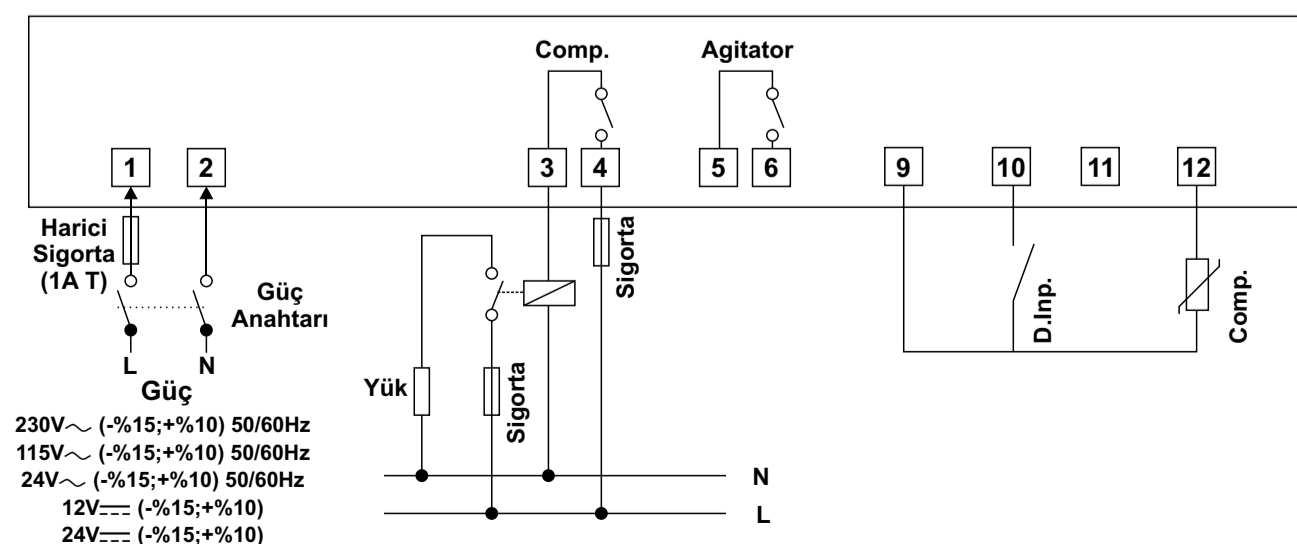 Comp.
Agitator
1
2
3
4
5
6
9
10
11
12
Harici
Sigorta
(1A T)
Güç
Anahtarı
L
N
Güç
230V~ (-%15;+%10) 50/60Hz
115V~ (-%15;+%10) 50/60Hz
24V~ (-%15;+%10) 50/60Hz
12V⎓ (-%15;+%10)
24V⎓ (-%15;+%10)
Yük
Sigorta
Sigorta
N
L
D.Inp.
Comp.